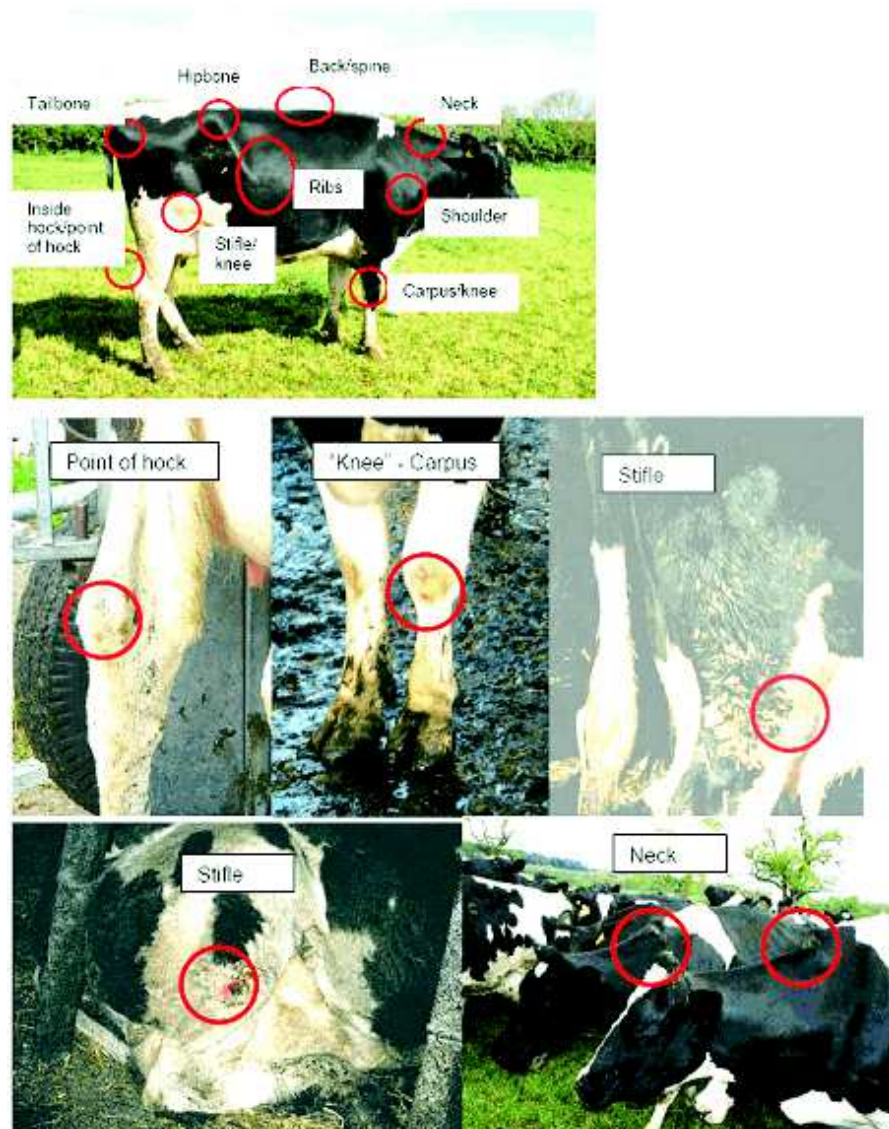 Back/spine
Hipbone
Tailbone
Neck
Ribs
Inside
hock/point
of hock
Shoulder
Stifle/
knee
Carpus/knee
Point of hock
"Knee" - Carpus
Stifle
Stifle
Neck